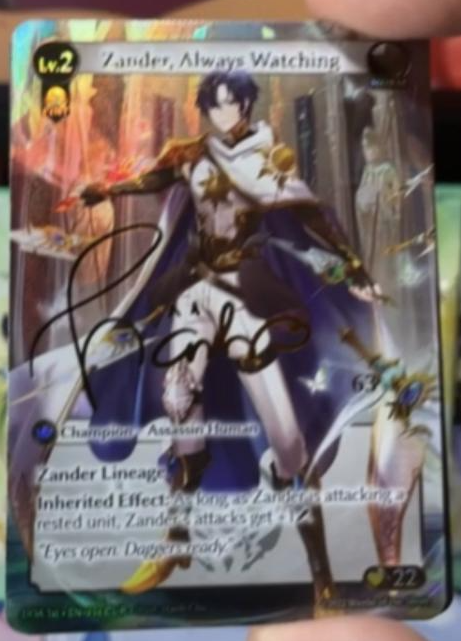 Lv.2
Zander, Always Watching
63
Champion - Assassin Human
Zander Lineage
Inherited Effect: As long as Zander is attacking a
rested unit, Zander's attacks get +1
"Eyes open. Daggers ready."
22